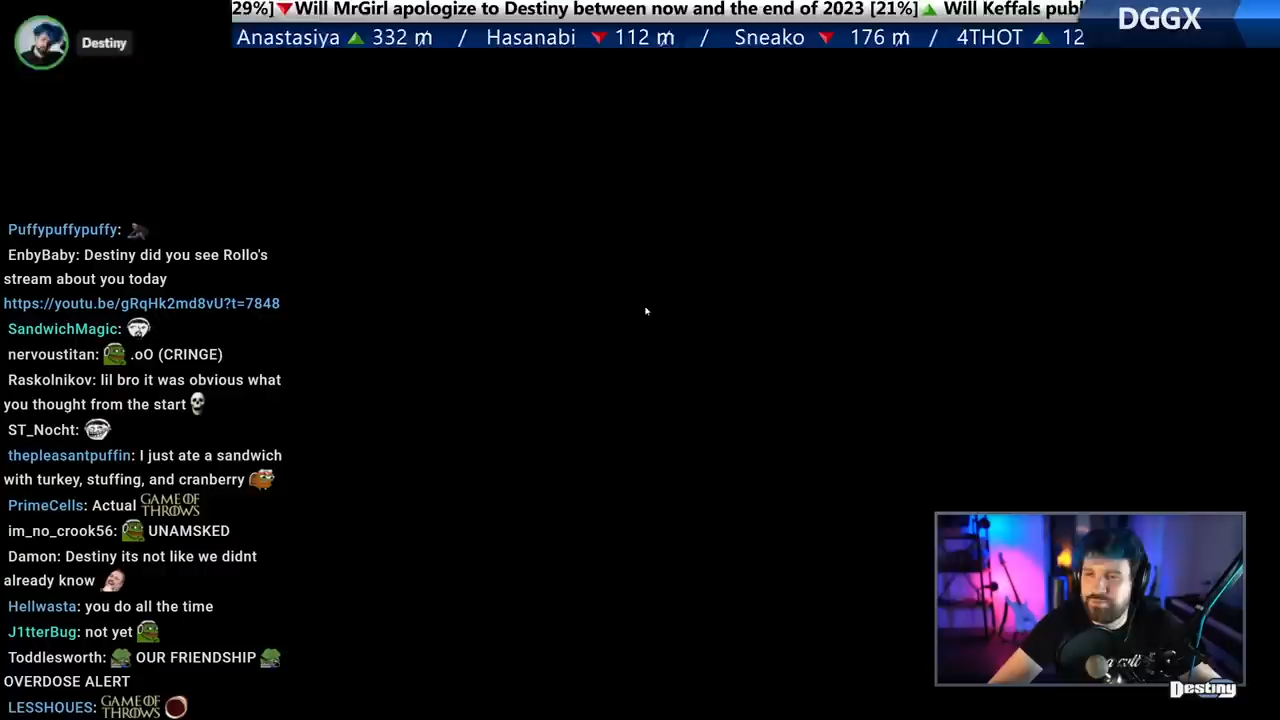 29%]▼Will MrGirl apologize to Destiny between now and the end of 2023 [21%]▲ Will Keffals publ
DGGX
Anastasiya ▲ 332 ₥ / Hasanabi ▼ 112 ₥ / Sneako ▼ 176 ₥ / 4THOT ▲ 12
Destiny
Puffypuffypuffy:
EnbyBaby: Destiny did you see Rollo's
stream about you today
https://youtu.be/gRqHk2md8vU?t=7848
SandwichMagic:
nervoustitan: .oO (CRINGE)
Raskolnikov: lil bro it was obvious what
you thought from the start
ST_Nocht:
thepleasantpuffin: I just ate a sandwich
with turkey, stuffing, and cranberry
PrimeCells: Actual GAME OF THRONES
im_no_crook56: UNAMSKED
Damon: Destiny its not like we didnt
already know
Hellwasta: you do all the time
J1tterBug: not yet
Toddlesworth: OUR FRIENDSHIP
OVERDOSE ALERT
LESSHOUES: GAME OF THROWS
Destiny